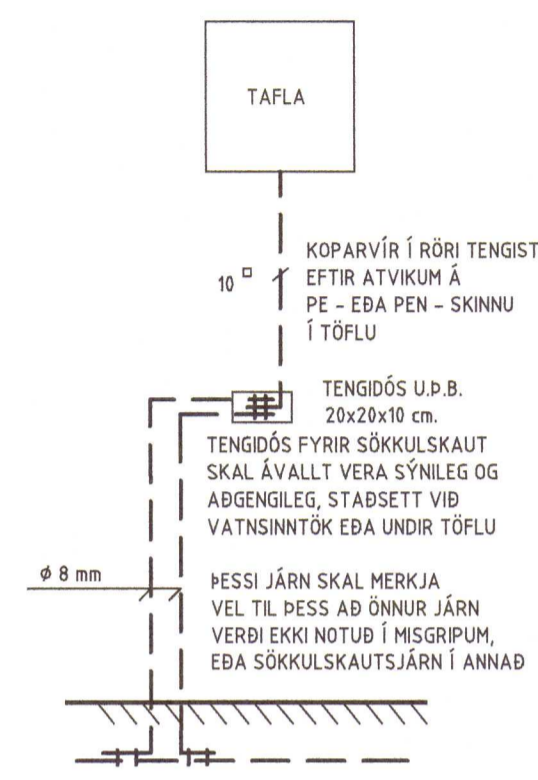 TAFLA
KOPARVÍR Í RÖRI TENGIST
10 □
EFTIR ATVIKUM Á
PE - EÐA PEN - SKINNU
Í TÖFLU
TENGIDÓS U.Þ.B.
20x20x10 cm.
TENGIDÓS FYRIR SÖKKULSKAUT
SKAL ÁVALLT VERA SÝNILEG OG
AÐGENGILEG, STAÐSETT VIÐ
VATNSINNTÖK EÐA UNDIR TÖFLU
ϕ 8 mm
ÞESSI JÁRN SKAL MERKJA
VEL TIL ÞESS AÐ ÖNNUR JÁRN
VERÐI EKKI NOTUÐ Í MISGRIPUM,
EÐA SÖKKULSKAUTSJÁRN Í ANNAÐ